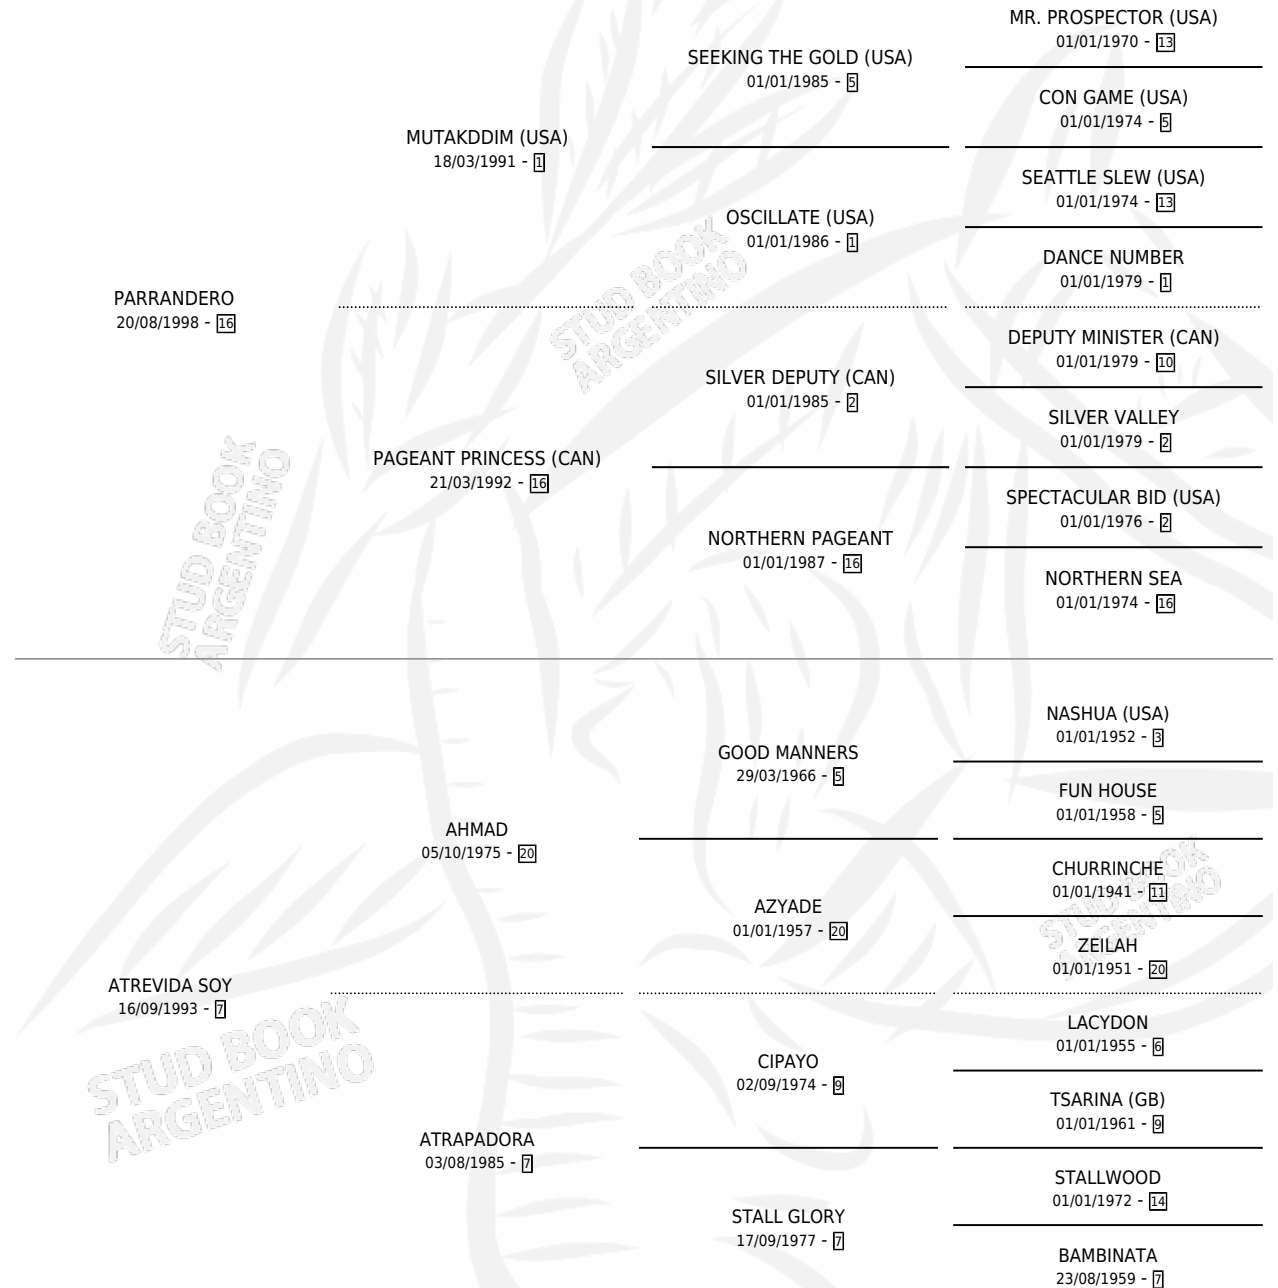 MR. PROSPECTOR (USA)
01/01/1970 - 13
SEEKING THE GOLD (USA)
01/01/1985 - 5
CON GAME (USA)
01/01/1974 - 5
MUTAKDDIM (USA)
18/03/1991 - 1
SEATTLE SLEW (USA)
01/01/1974 - 13
OSCILLATE (USA)
01/01/1986 - 1
DANCE NUMBER
01/01/1979 - 1
PARRANDERO
20/08/1998 - 16
DEPUTY MINISTER (CAN)
01/01/1979 - 10
SILVER DEPUTY (CAN)
01/01/1985 - 2
SILVER VALLEY
01/01/1979 - 2
PAGEANT PRINCESS (CAN)
21/03/1992 - 16
SPECTACULAR BID (USA)
01/01/1976 - 2
NORTHERN PAGEANT
01/01/1987 - 16
NORTHERN SEA
01/01/1974 - 16
STUD BOOK
ARGENTINO
STUD BOOK
ARGENTINO
NASHUA (USA)
01/01/1952 - 3
GOOD MANNERS
29/03/1966 - 5
FUN HOUSE
01/01/1958 - 5
AHMAD
05/10/1975 - 20
CHURRINCHE
01/01/1941 - 11
AZYADE
01/01/1957 - 20
ZEILAH
01/01/1951 - 20
STUD BOOK
ARGENTINO
ATREVIDA SOY
16/09/1993 - 7
LACYDON
01/01/1955 - 6
CIPAYO
02/09/1974 - 9
TSARINA (GB)
01/01/1961 - 9
STUD BOOK
ARGENTINO
ATRAPADORA
03/08/1985 - 7
STALLWOOD
01/01/1972 - 14
STALL GLORY
17/09/1977 - 7
BAMBINATA
23/08/1959 - 7